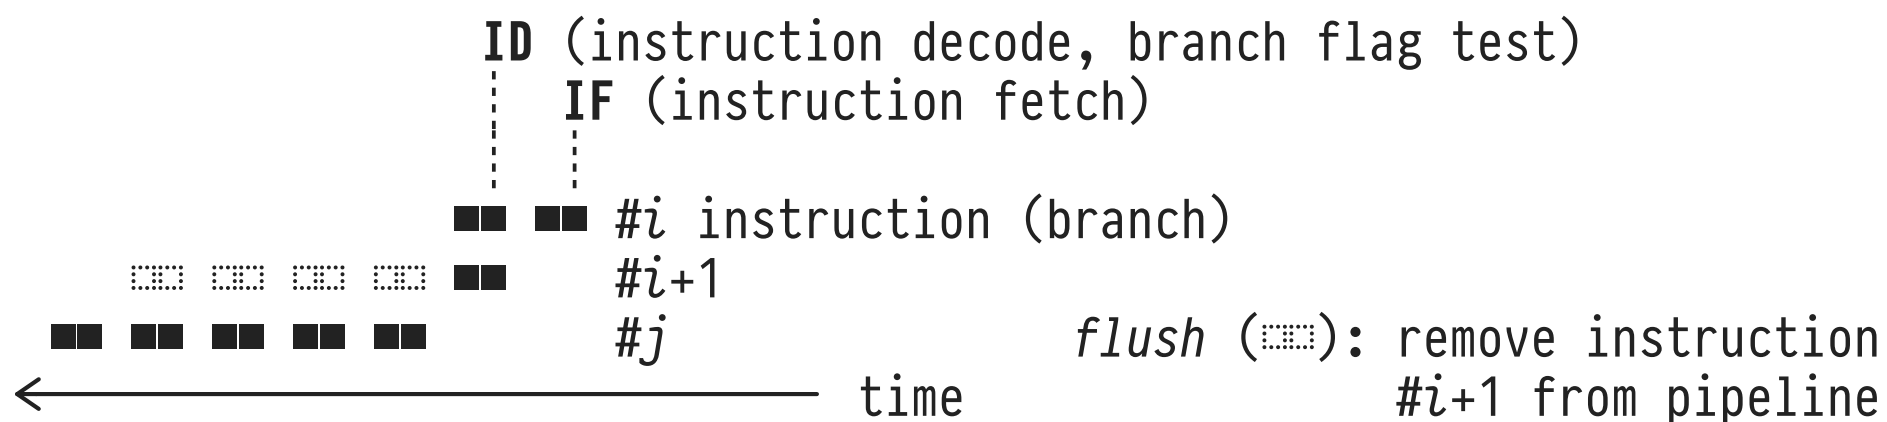 ID (instruction decode, branch flag test)
IF (instruction fetch)
#i instruction (branch)
#i+1
#j
flush ( ): remove instruction
#i+1 from pipeline
time